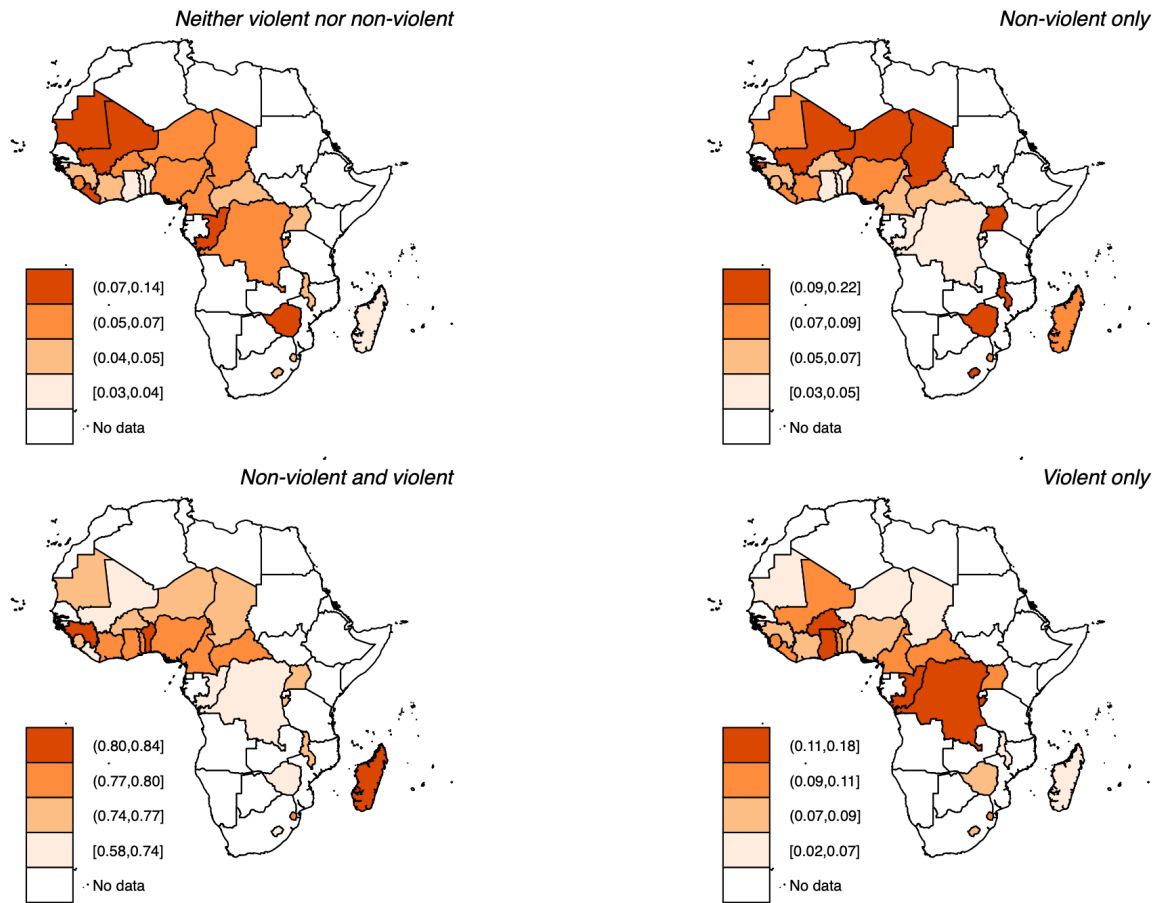 Neither violent nor non-violent
(0.07,0.14]
(0.05,0.07]
(0.04,0.05]
[0.03,0.04]
No data
Non-violent only
(0.09,0.22]
(0.07,0.09]
(0.05,0.07]
[0.03,0.05]
No data
Non-violent and violent
(0.80,0.84]
(0.77,0.80]
(0.74,0.77]
[0.58,0.74]
No data
Violent only
(0.11,0.18]
(0.09,0.11]
(0.07,0.09]
[0.02,0.07]
No data